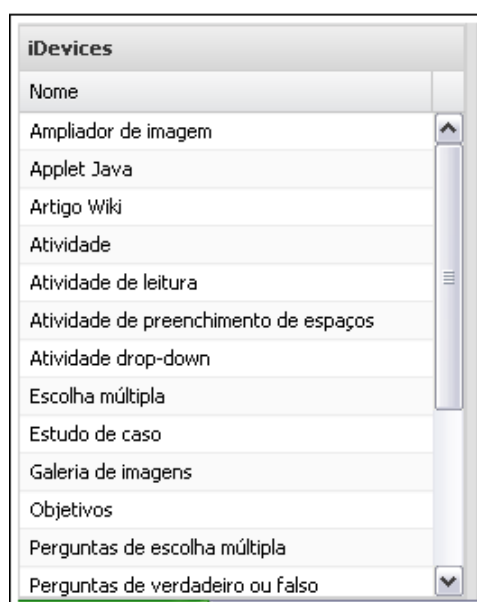 iDevices
Nome
Ampliador de imagem
Applet Java
Artigo Wiki
Atividade
Atividade de leitura
Atividade de preenchimento de espaços
Atividade drop-down
Escolha múltipla
Estudo de caso
Galeria de imagens
Objetivos
Perguntas de escolha múltipla
Perguntas de verdadeiro ou falso